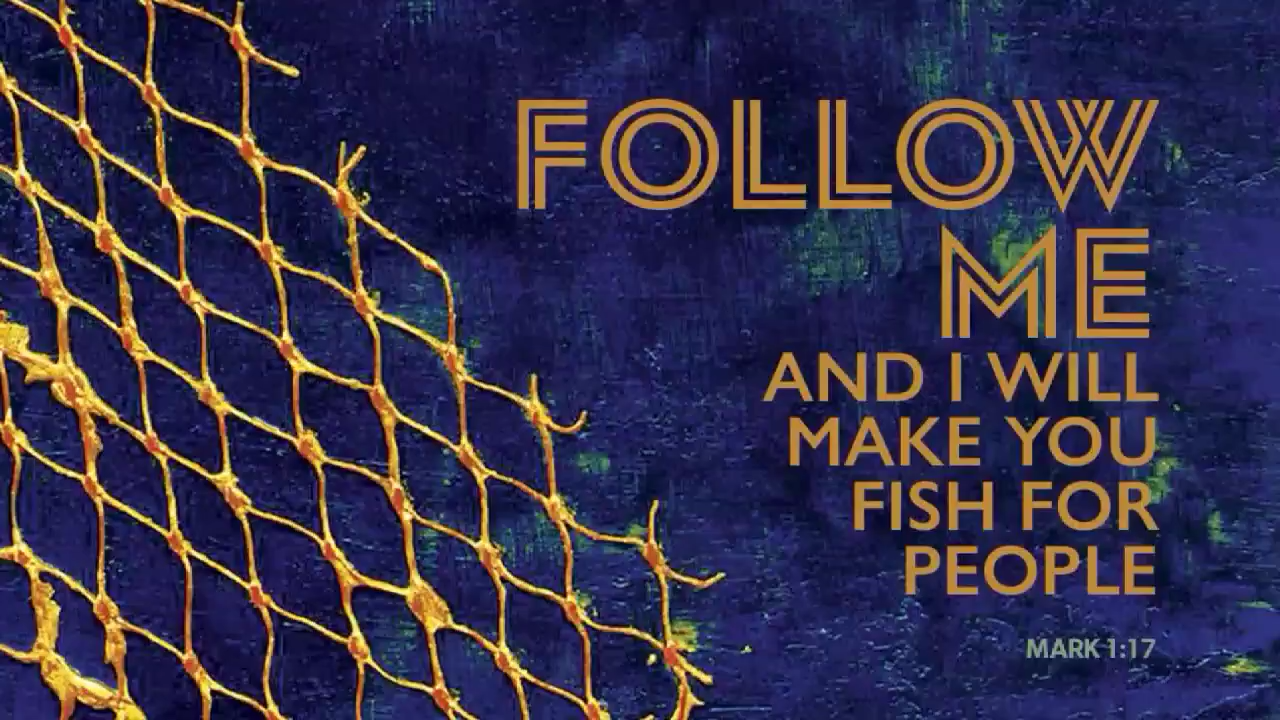 FOLLOW
ME
AND I WILL
MAKE YOU
FISH FOR
PEOPLE
MARK 1:17